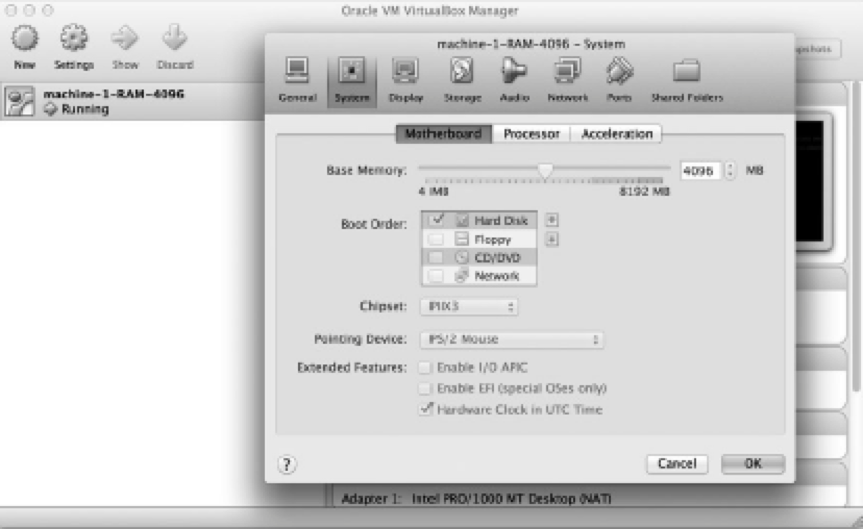 Oracle VM VirtualBox Manager
New Settings Show Discard
machine-1-RAM-4096 - System
General System Display Storage Audio Network Ports Shared Folders
machine-1-RAM-4096
Running
Motherboard Processor Acceleration
Base Memory: 4096 MB
4 MB 8192 MB
Boot Order: Hard Disk
Floppy
CD/DVD
Network
Chipset: PIIX3
Pointing Device: PS/2 Mouse
Extended Features: Enable I/O APIC
Enable EFI (special OSes only)
Hardware Clock in UTC Time
? Cancel OK
Adapter 1: Intel PRO/1000 MT Desktop (NAT)